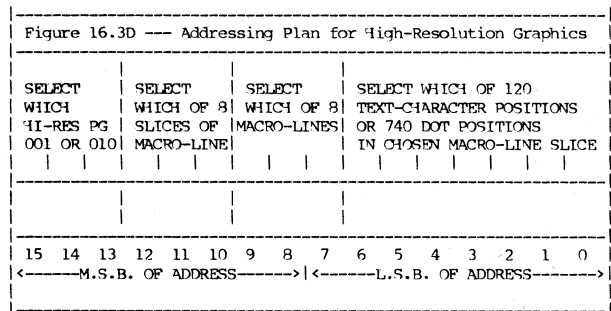 Figure 16.3D --- Addressing Plan for High-Resolution Graphics
SELECT WHICH HI-RES PG 001 OR 010
SELECT WHICH OF 8 SLICES OF MACRO-LINE
SELECT WHICH OF 8 MACRO-LINES
SELECT WHICH OF 120 TEXT-CHARACTER POSITIONS OR 740 DOT POSITIONS IN CHOSEN MACRO-LINE SLICE
15 14 13 12 11 10 9 8 7 6 5 4 3 2 1 0
<------M.S.B. OF ADDRESS------>|<------L.S.B. OF ADDRESS------>